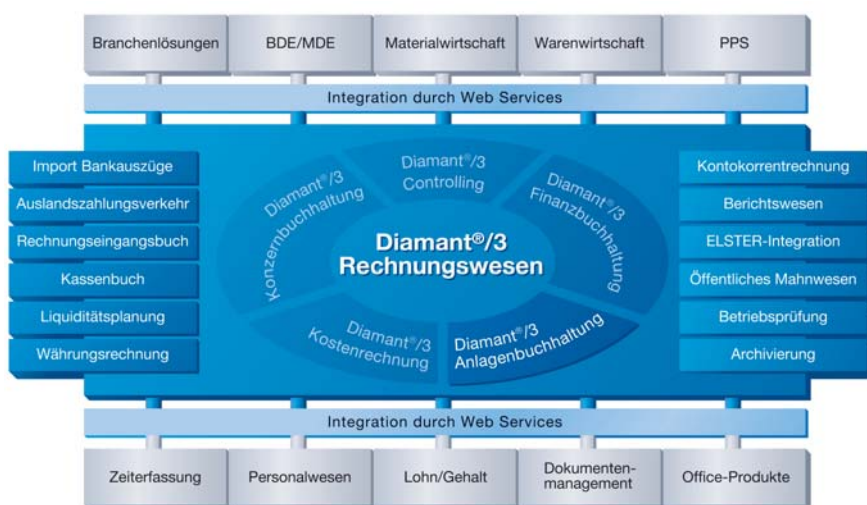 Branchenlösungen
BDE/MDE
Materialwirtschaft
Warenwirtschaft
PPS
Integration durch Web Services
Import Bankauszüge
Auslandszahlungsverkehr
Rechnungseingangsbuch
Kassenbuch
Liquiditätsplanung
Währungsrechnung
Diamant®/3
Konzernbuchhaltung
Diamant®/3
Controlling
Diamant®/3
Finanzbuchhaltung
Diamant®/3
Rechnungswesen
Diamant®/3
Kostenrechnung
Diamant®/3
Anlagenbuchhaltung
Kontokorrentrechnung
Berichtswesen
ELSTER-Integration
Öffentliches Mahnwesen
Betriebsprüfung
Archivierung
Integration durch Web Services
Zeiterfassung
Personalwesen
Lohn/Gehalt
Dokumenten-
management
Office-Produkte